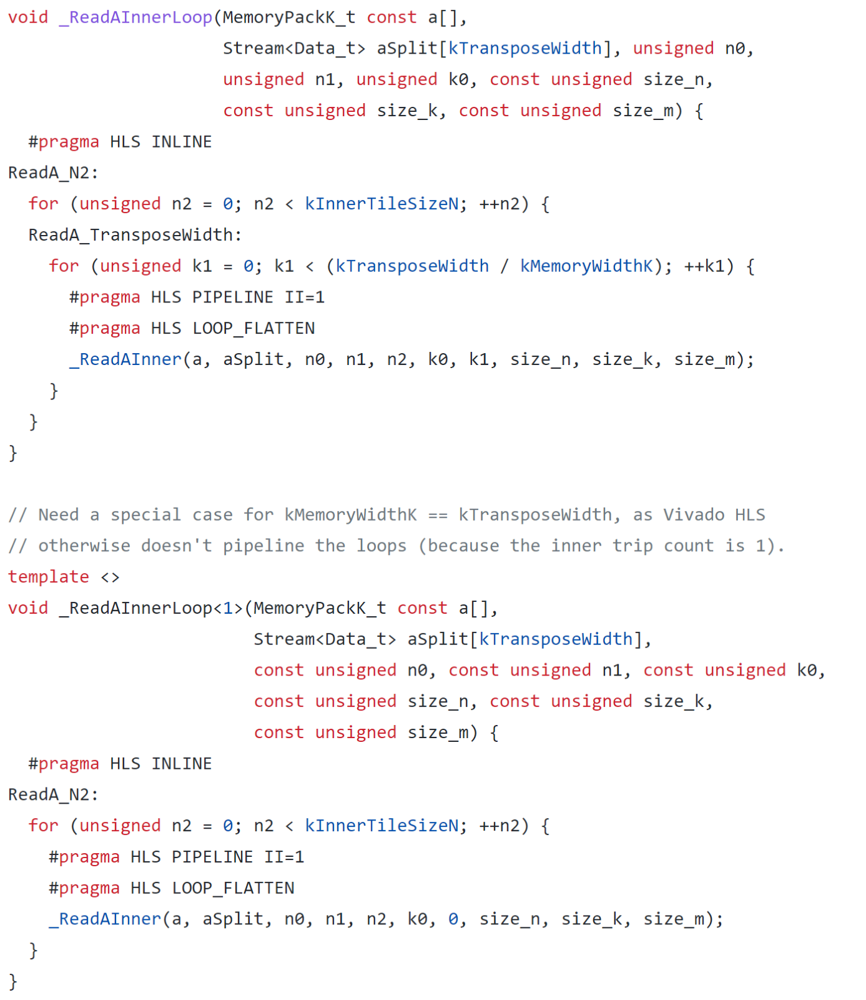 void _ReadAInnerLoop(MemoryPackK_t const a[],
                     Stream<Data_t> aSplit[kTransposeWidth], unsigned n0,
                     unsigned n1, unsigned k0, const unsigned size_n,
                     const unsigned size_k, const unsigned size_m) {
  #pragma HLS INLINE
ReadA_N2:
  for (unsigned n2 = 0; n2 < kInnerTileSizeN; ++n2) {
  ReadA_TransposeWidth:
    for (unsigned k1 = 0; k1 < (kTransposeWidth / kMemoryWidthK); ++k1) {
      #pragma HLS PIPELINE II=1
      #pragma HLS LOOP_FLATTEN
      _ReadAInner(a, aSplit, n0, n1, n2, k0, k1, size_n, size_k, size_m);
    }
  }
}

// Need a special case for kMemoryWidthK == kTransposeWidth, as Vivado HLS
// otherwise doesn't pipeline the loops (because the inner trip count is 1).
template <>
void _ReadAInnerLoop<1>(MemoryPackK_t const a[],
                        Stream<Data_t> aSplit[kTransposeWidth],
                        const unsigned n0, const unsigned n1, const unsigned k0,
                        const unsigned size_n, const unsigned size_k,
                        const unsigned size_m) {
  #pragma HLS INLINE
ReadA_N2:
  for (unsigned n2 = 0; n2 < kInnerTileSizeN; ++n2) {
    #pragma HLS PIPELINE II=1
    #pragma HLS LOOP_FLATTEN
    _ReadAInner(a, aSplit, n0, n1, n2, k0, 0, size_n, size_k, size_m);
  }
}